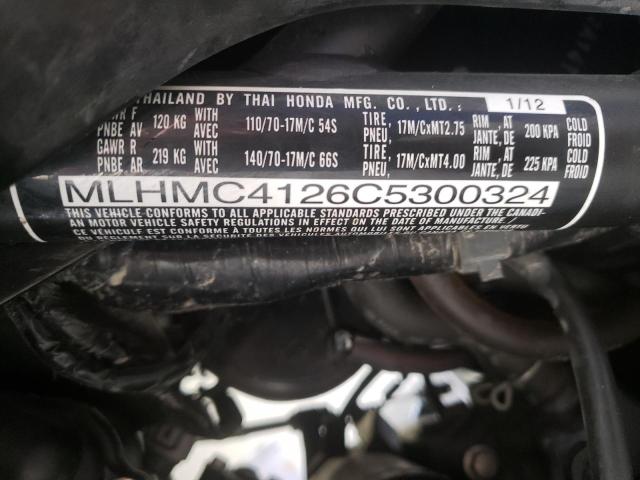 THAILAND BY THAI HONDA MFG. CO., LTD.: 1/12
GAWR F 120 KG WITH 110/70-17M/C 54S TIRE, 17M/CxMT2.75 RIM AT 200 KPA COLD
PNBE AV AVEC PNEU, JANTE, DE FROID
GAWR R 219 KG WITH 140/70-17M/C 66S TIRE, 17M/CxMT4.00 RIM AT 225 KPA COLD
PNBE AR AVEC PNEU, JANTE, DE FROID
MLHMC4126C5300324
THIS VEHICLE CONFORMS TO ALL APPLICABLE STANDARDS PRESCRIBED UNDER THE CANADI-
AN MOTOR VEHICLE SAFETY REGULATIONS IN EFFECT ON THE DATE OF MANUFACTURE /
CE VÉHICULE EST CONFORME À TOUTES LES NORMES QUI LUI SONT APPLICABLES EN VERTU